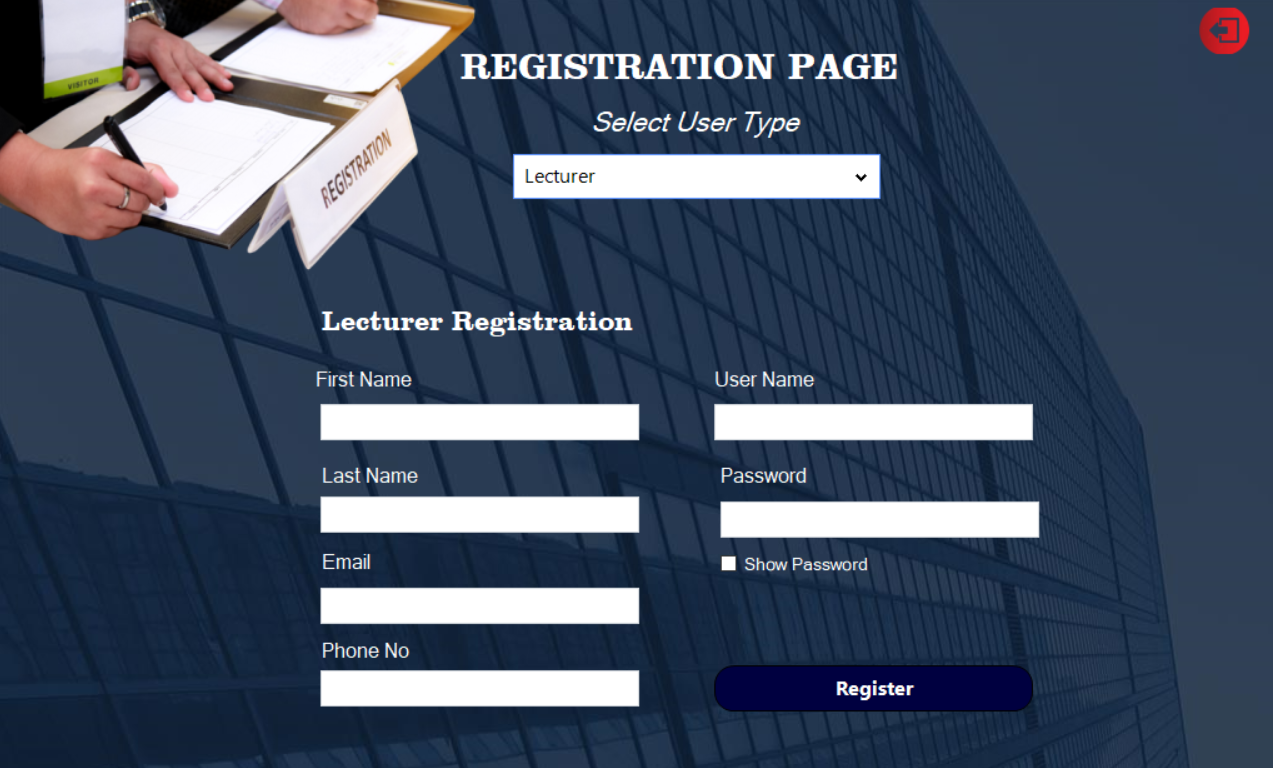 VISITOR
REGISTRATION
REGISTRATION PAGE
Select User Type
Lecturer
Lecturer Registration
First Name
User Name
Last Name
Password
Email
Show Password
Phone No
Register